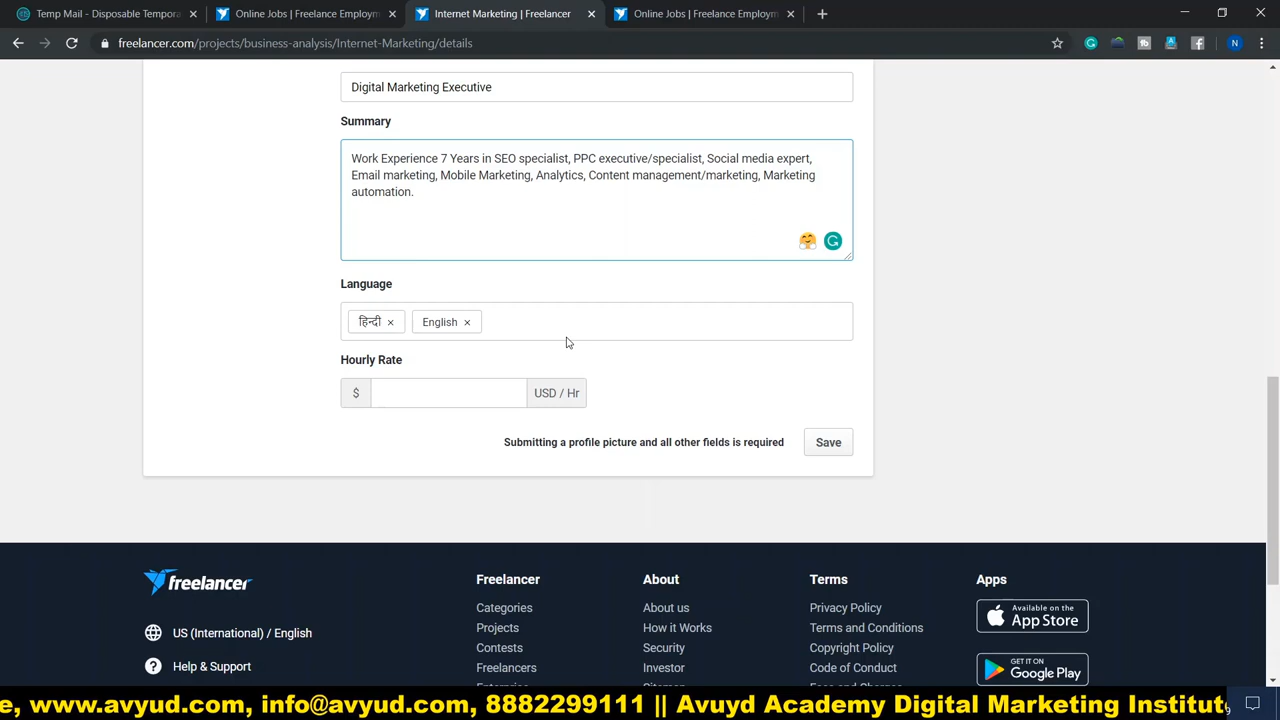 Temp Mail - Disposable Tempora
Online Jobs | Freelance Employm
Internet Marketing | Freelancer
Online Jobs | Freelance Employm
freelancer.com/projects/business-analysis/Internet-Marketing/details
N
Digital Marketing Executive
Summary
Work Experience 7 Years in SEO specialist, PPC executive/specialist, Social media expert,
Email marketing, Mobile Marketing, Analytics, Content management/marketing, Marketing
automation.
Language
हिन्दी ×
English ×
Hourly Rate
$
USD / Hr
Submitting a profile picture and all other fields is required
Save
freelancer
US (International) / English
Help & Support
Freelancer
Categories
Projects
Contests
Freelancers
About
About us
How it Works
Security
Investor
Terms
Privacy Policy
Terms and Conditions
Copyright Policy
Code of Conduct
Apps
Available on the
App Store
GET IT ON
Google Play
e, www.avyud.com, info@avyud.com, 8882299111 || Avuyd Academy Digital Marketing Institut